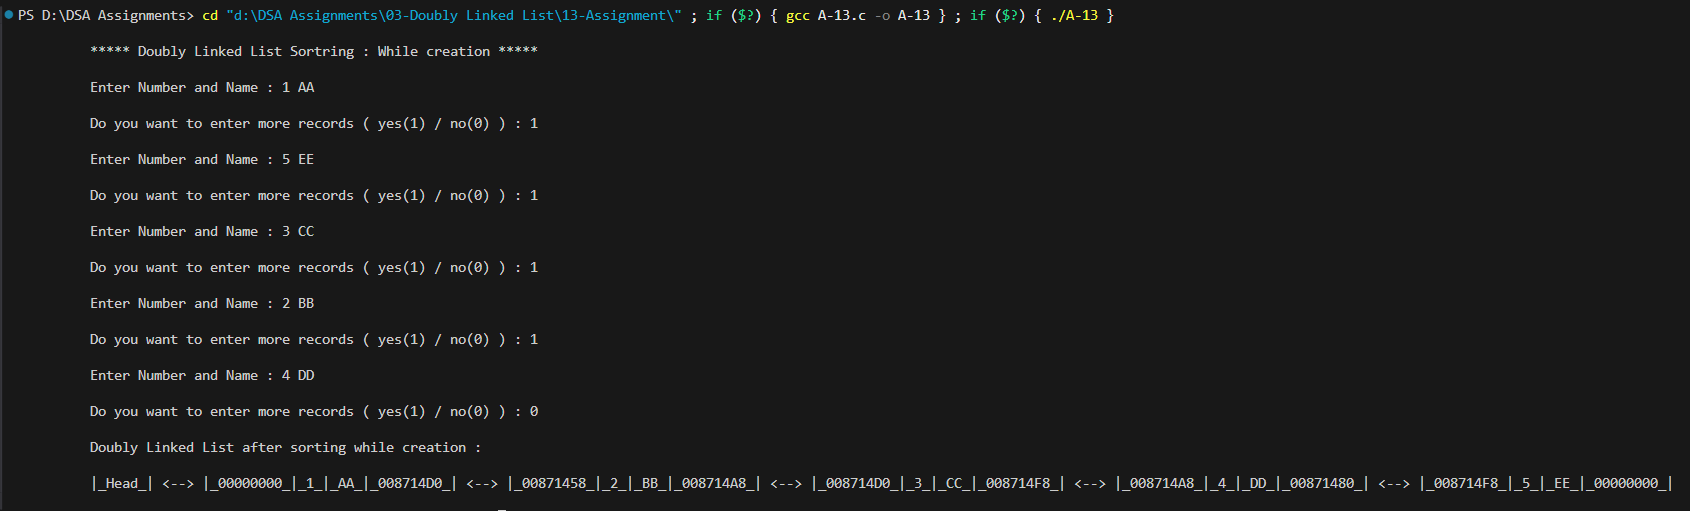 PS D:\DSA Assignments> cd "d:\DSA Assignments\03-Doubly Linked List\13-Assignment\" ; if ($?) { gcc A-13.c -o A-13 } ; if ($?) { ./A-13 }
***** Doubly Linked List Sortring : While creation *****
Enter Number and Name : 1 AA
Do you want to enter more records ( yes(1) / no(0) ) : 1
Enter Number and Name : 5 EE
Do you want to enter more records ( yes(1) / no(0) ) : 1
Enter Number and Name : 3 CC
Do you want to enter more records ( yes(1) / no(0) ) : 1
Enter Number and Name : 2 BB
Do you want to enter more records ( yes(1) / no(0) ) : 1
Enter Number and Name : 4 DD
Do you want to enter more records ( yes(1) / no(0) ) : 0
Doubly Linked List after sorting while creation :
|_Head_| <--> |_00000000_|_1_|_AA_|_008714D0_| <--> |_00871458_|_2_|_BB_|_008714A8_| <--> |_008714D0_|_3_|_CC_|_008714F8_| <--> |_008714A8_|_4_|_DD_|_00871480_| <--> |_008714F8_|_5_|_EE_|_00000000_|